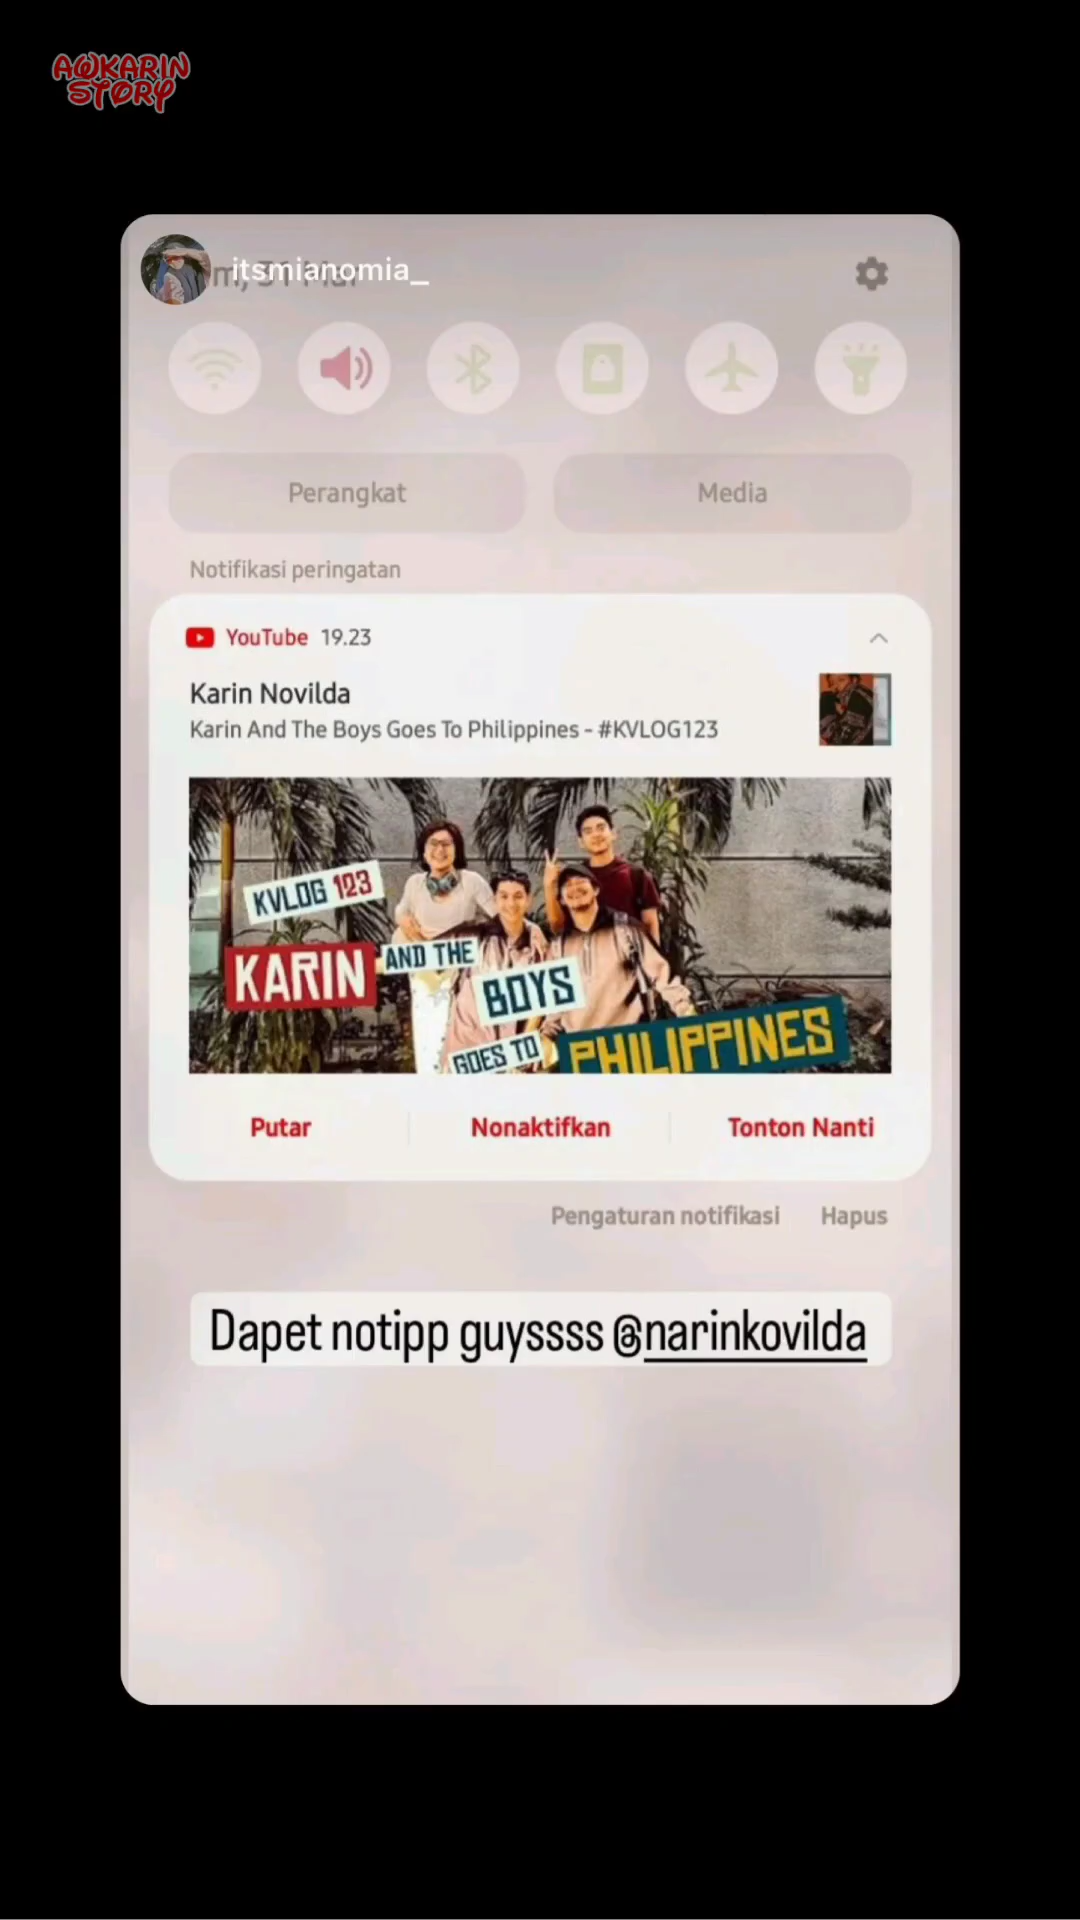 AWKARIN
STORY
itsmianomia_
Perangkat
Media
Notifikasi peringatan
YouTube 19.23
Karin Novilda
Karin And The Boys Goes To Philippines - #KVLOG123
KVLOG 123
KARIN AND THE
BOYS
GOES TO PHILIPPINES
Putar
Nonaktifkan
Tonton Nanti
Pengaturan notifikasi
Hapus
Dapet notipp guyssss @narinkovilda